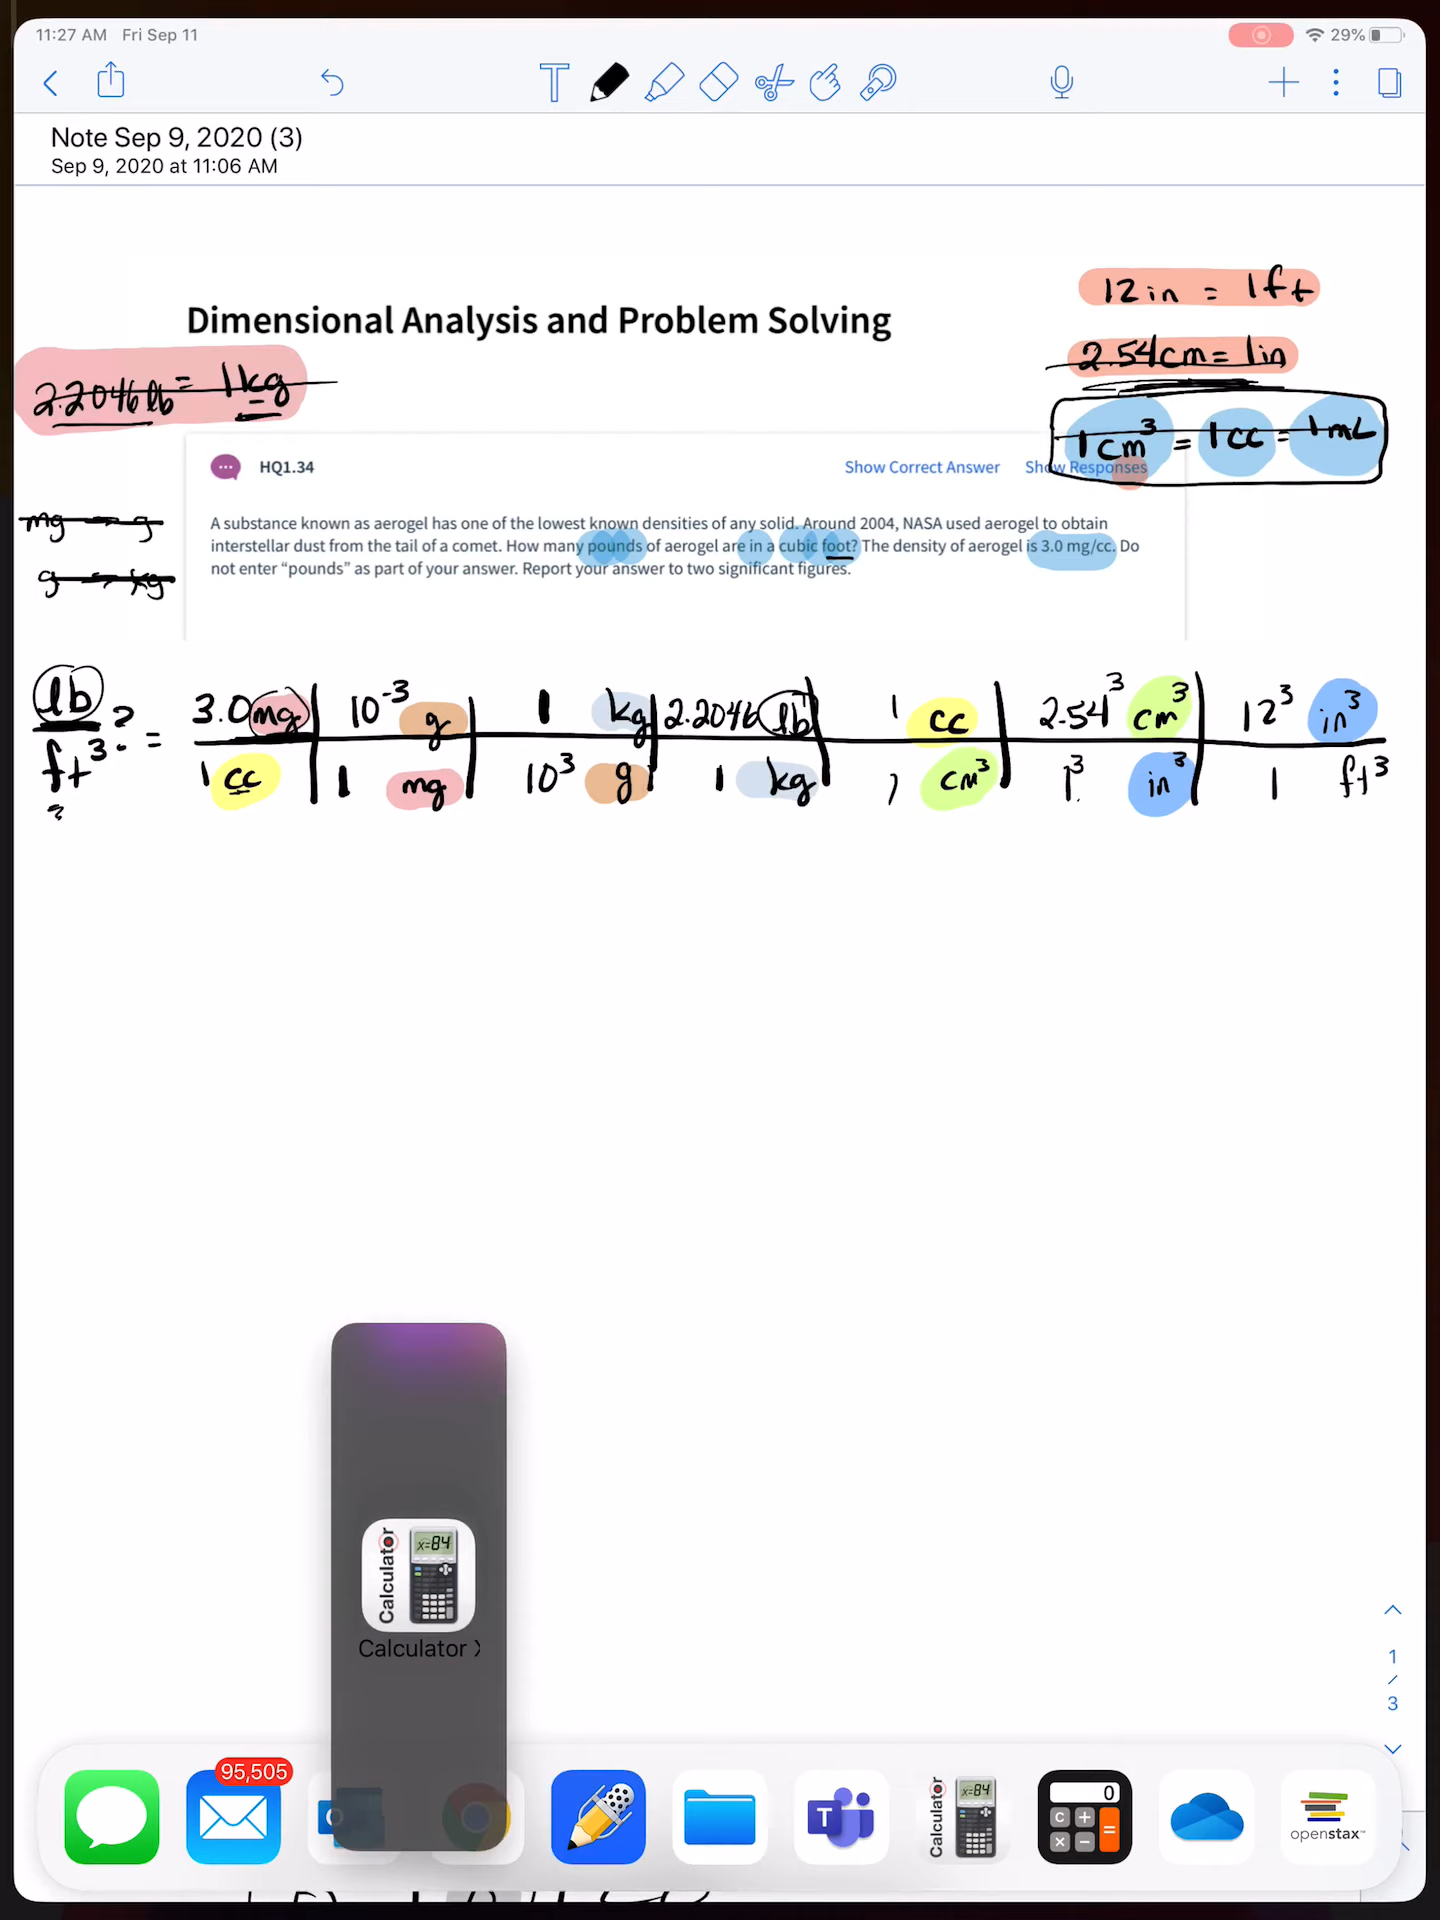 11:27 AM Fri Sep 11
29%
Note Sep 9, 2020 (3)
Sep 9, 2020 at 11:06 AM
12 in = 1 ft
Dimensional Analysis and Problem Solving
2.54 cm = 1 in
2.2046 lb = 1 kg
1 cm³ = 1 cc = 1 mL
HQ1.34
Show Correct Answer Show Responses
mg → g
A substance known as aerogel has one of the lowest known densities of any solid. Around 2004, NASA used aerogel to obtain
interstellar dust from the tail of a comet. How many pounds of aerogel are in a cubic foot? The density of aerogel is 3.0 mg/cc. Do
not enter “pounds” as part of your answer. Report your answer to two significant figures.
g → kg
lb ? = 3.0 mg | 10⁻³ g | 1 kg | 2.2046 lb | 1 cc | 2.54³ cm³ | 12³ in³
ft³ 1 cc | 1 mg | 10³ g | 1 kg | 1 cm³ | 1³ in³ | 1 ft³
?
Calculator
x=84
Calculator
1
/
3
95,505
T
Calculator
x=84
0
C + × − =
openstax™